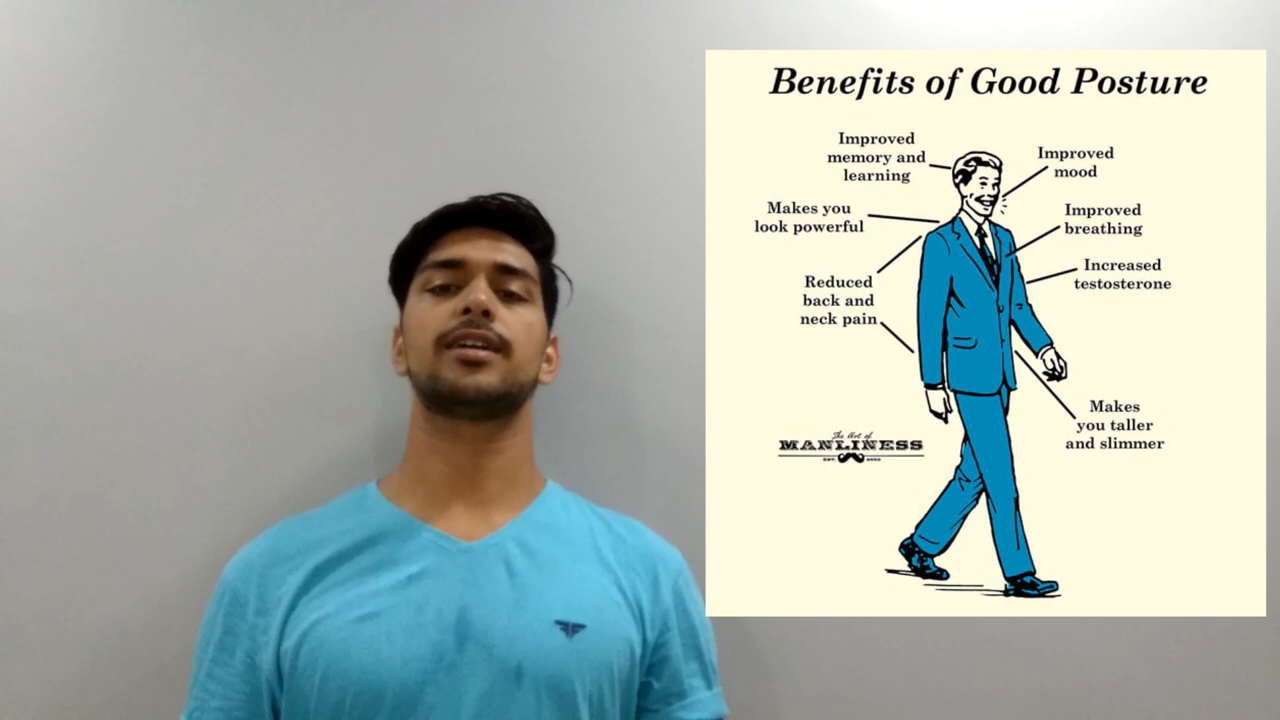 Benefits of Good Posture
Improved
memory and
learning
Improved
mood
Makes you
look powerful
Improved
breathing
Reduced
back and
neck pain
Increased
testosterone
Makes
you taller
and slimmer
The Art of
MANLINESS